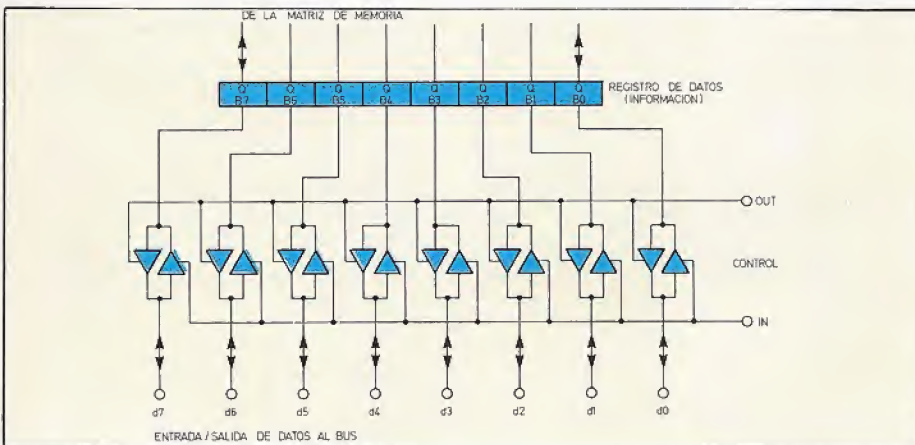 DE LA MATRIZ DE MEMORIA
Q Q Q Q Q Q Q Q
B7 B6 B5 B4 B3 B2 B1 B0
REGISTRO DE DATOS
(INFORMACION)
OUT
CONTROL
IN
d7 d6 d5 d4 d3 d2 d1 d0
ENTRADA/SALIDA DE DATOS AL BUS